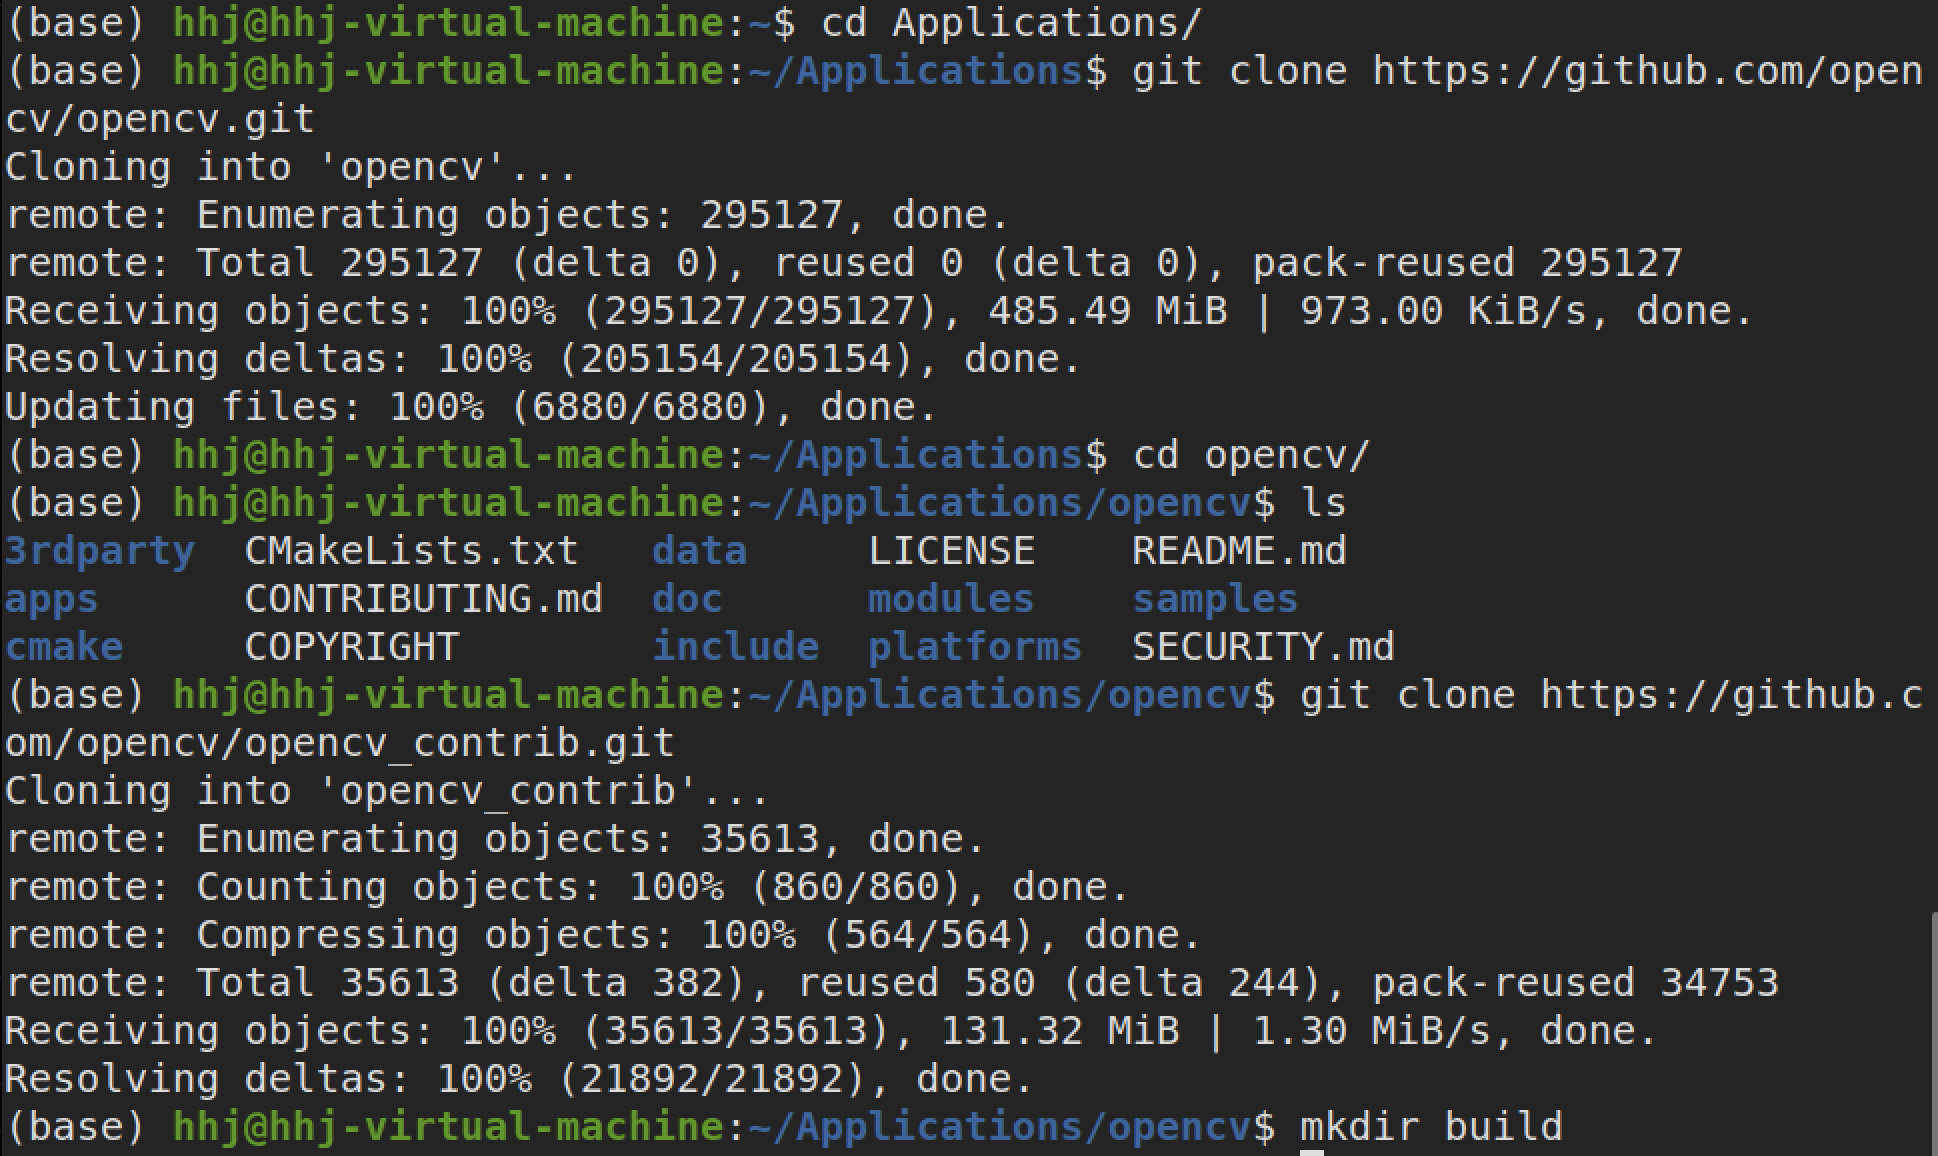 (base) hhj@hhj-virtual-machine:~$ cd Applications/
(base) hhj@hhj-virtual-machine:~/Applications$ git clone https://github.com/open
cv/opencv.git
Cloning into 'opencv'...
remote: Enumerating objects: 295127, done.
remote: Total 295127 (delta 0), reused 0 (delta 0), pack-reused 295127
Receiving objects: 100% (295127/295127), 485.49 MiB | 973.00 KiB/s, done.
Resolving deltas: 100% (205154/205154), done.
Updating files: 100% (6880/6880), done.
(base) hhj@hhj-virtual-machine:~/Applications$ cd opencv/
(base) hhj@hhj-virtual-machine:~/Applications/opencv$ ls
3rdparty  CMakeLists.txt   data     LICENSE    README.md
apps      CONTRIBUTING.md  doc      modules    samples
cmake     COPYRIGHT        include  platforms  SECURITY.md
(base) hhj@hhj-virtual-machine:~/Applications/opencv$ git clone https://github.c
om/opencv/opencv_contrib.git
Cloning into 'opencv_contrib'...
remote: Enumerating objects: 35613, done.
remote: Counting objects: 100% (860/860), done.
remote: Compressing objects: 100% (564/564), done.
remote: Total 35613 (delta 382), reused 580 (delta 244), pack-reused 34753
Receiving objects: 100% (35613/35613), 131.32 MiB | 1.30 MiB/s, done.
Resolving deltas: 100% (21892/21892), done.
(base) hhj@hhj-virtual-machine:~/Applications/opencv$ mkdir build